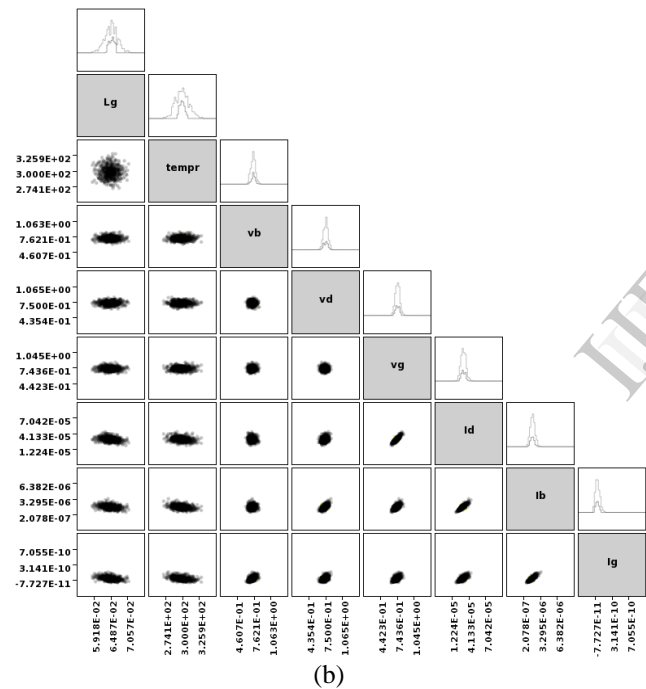 Lg
tempr
3.259E+02
3.000E+02
2.741E+02
vb
1.063E+00
7.621E-01
4.607E-01
vd
1.065E+00
7.500E-01
4.354E-01
vg
1.045E+00
7.436E-01
4.423E-01
Id
7.042E-05
4.133E-05
1.224E-05
Ib
6.382E-06
3.295E-06
2.078E-07
Ig
7.055E-10
3.141E-10
-7.727E-11
5.918E-02
6.487E-02
7.057E-02
2.741E+02
3.000E+02
3.259E+02
4.607E-01
7.621E-01
1.063E+00
4.354E-01
7.500E-01
1.065E+00
4.423E-01
7.436E-01
1.045E+00
1.224E-05
4.133E-05
7.042E-05
2.078E-07
3.295E-06
6.382E-06
-7.727E-11
3.141E-10
7.055E-10
(b)